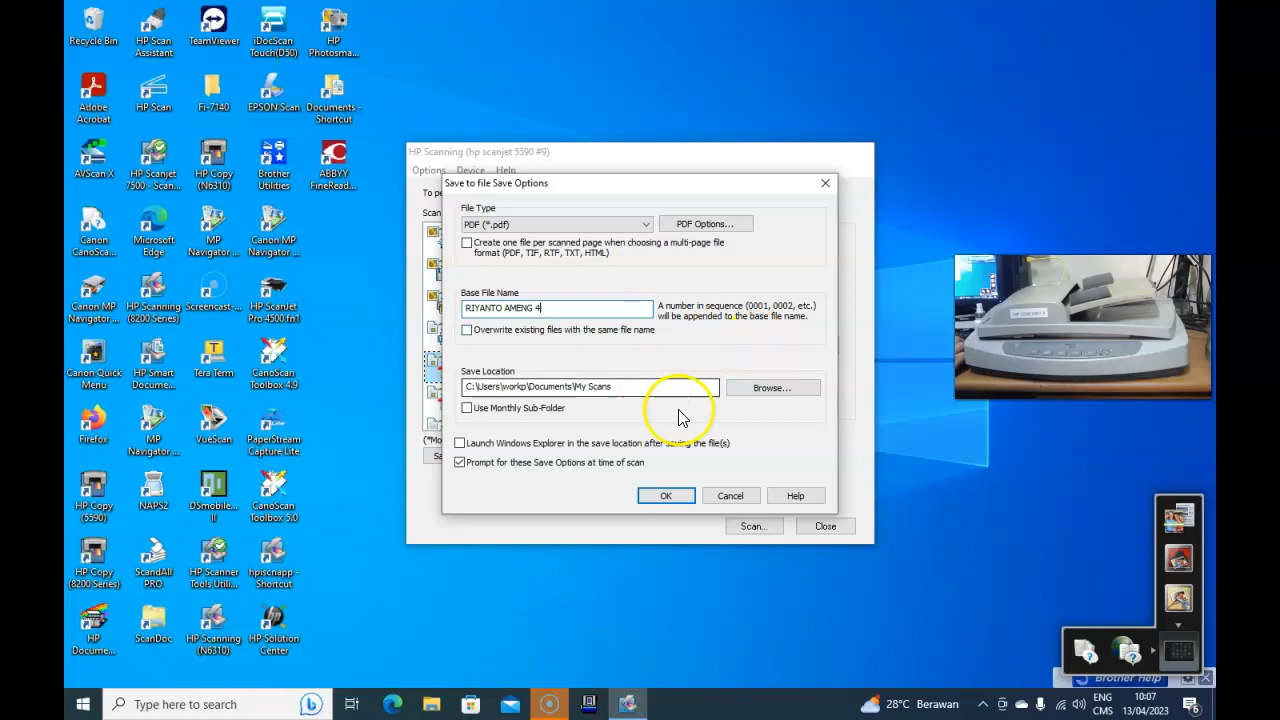 Recycle Bin
HP Scan
Assistant
TeamViewer
iDocScan
Touch(D50)
HP
Photosma...
Adobe
Acrobat
HP Scan
Fi-7140
EPSON Scan
Documents -
Shortcut
AVScan X
HP Scanjet
7500 - Scan...
HP Copy
(N6310)
Brother
Utilities
ABBYY
FineRead...
Canon
CanoSca...
Microsoft
Edge
MP
Navigator ...
Canon MP
Navigator...
Canon MP
Navigator ...
HP Scanning
(8200 Series)
Screencast-...
HP ScanJet
Pro 4500 fn1
Canon Quick
Menu
HP Smart
Docume...
Tera Term
CanoScan
Toolbox 4.9
Firefox
MP
Navigator ...
VueScan
PaperStream
Capture Lite
HP Copy
(5590)
NAPS2
DSmobile...
II
CanoScan
Toolbox 5.0
HP Copy
(8200 Series)
ScandAll
PRO
HP Scanner
Tools Utili...
hpiscnapp -
Shortcut
HP
Docume...
ScanDoc
HP Scanning
(N6310)
HP Solution
Center
HP Scanning (hp scanjet 5590 #9)
Options Device Help
To pe
Scan
(*Mo
Sa
Scan... Close
Save to file Save Options
File Type
PDF (*.pdf)
PDF Options...
Create one file per scanned page when choosing a multi-page file
format (PDF, TIF, RTF, TXT, HTML)
Base File Name
RIYANTO AMENG 4
A number in sequence (0001, 0002, etc.)
will be appended to the base file name.
Overwrite existing files with the same file name
Save Location
C:\Users\workp\Documents\My Scans
Browse...
Use Monthly Sub-Folder
Launch Windows Explorer in the save location after saving the file(s)
Prompt for these Save Options at time of scan
OK Cancel Help
Brother Help
Type here to search
28°C Berawan
ENG
CMS
10:07
13/04/2023
6